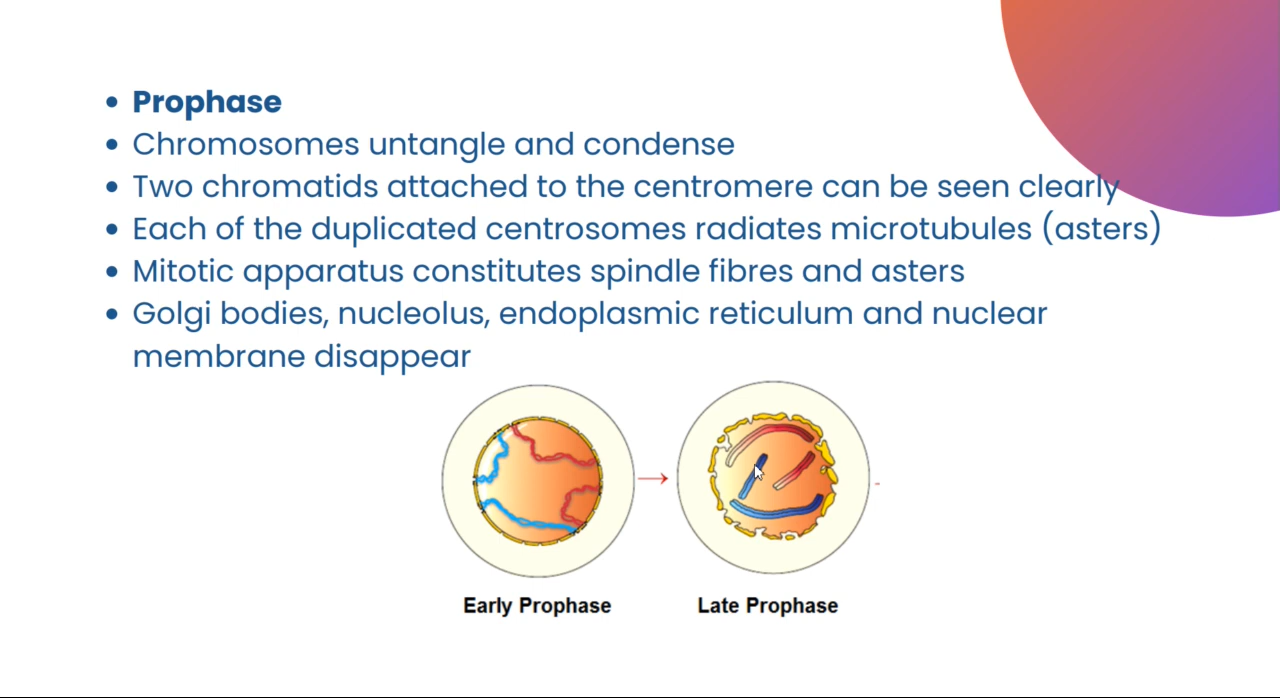 • Prophase
• Chromosomes untangle and condense
• Two chromatids attached to the centromere can be seen clearly
• Each of the duplicated centrosomes radiates microtubules (asters)
• Mitotic apparatus constitutes spindle fibres and asters
• Golgi bodies, nucleolus, endoplasmic reticulum and nuclear
membrane disappear
Early Prophase
Late Prophase